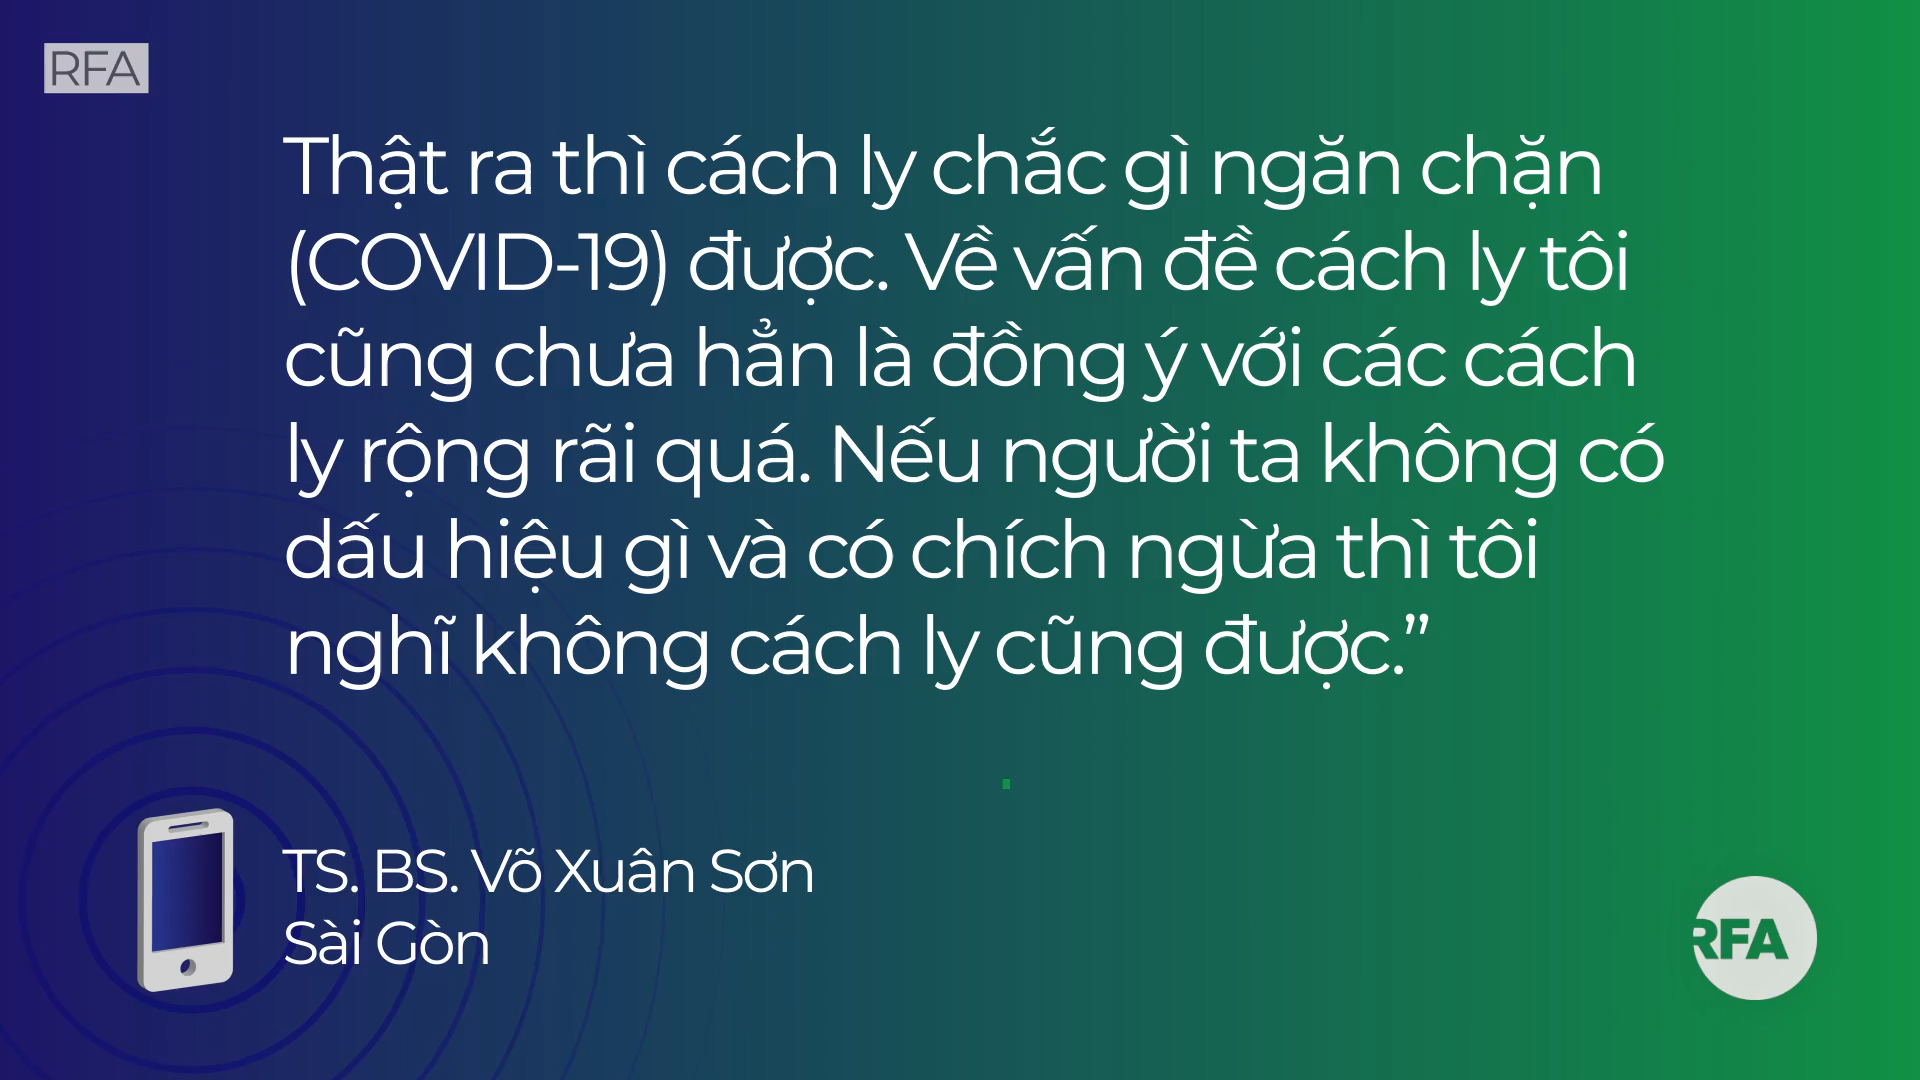 RFA
Thật ra thì cách ly chắc gì ngăn chặn
(COVID-19) được. Về vấn đề cách ly tôi
cũng chưa hẳn là đồng ý với các cách
ly rộng rãi quá. Nếu người ta không có
dấu hiệu gì và có chích ngừa thì tôi
nghĩ không cách ly cũng được.”
TS. BS. Võ Xuân Sơn
Sài Gòn
RFA